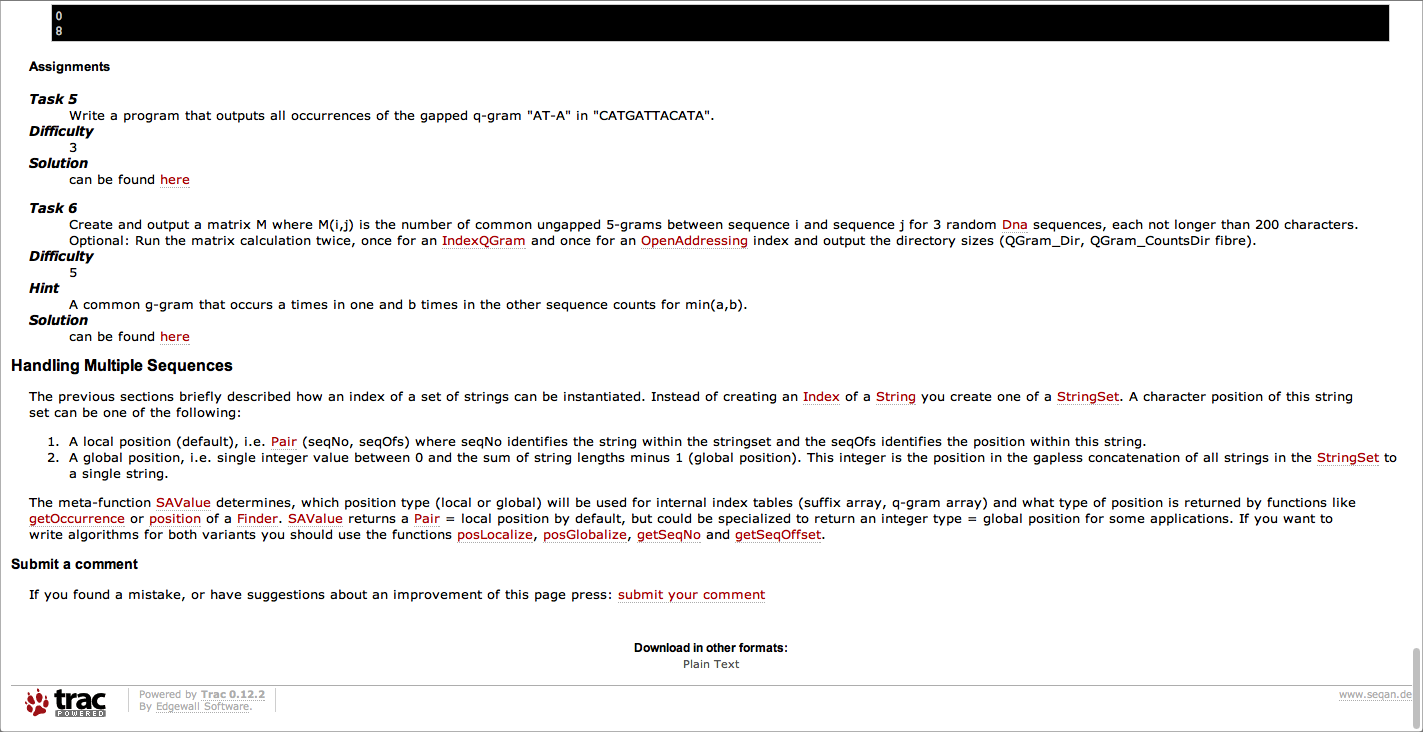 0
8
Assignments
Task 5
Write a program that outputs all occurrences of the gapped q-gram "AT-A" in "CATGATTACATA".
Difficulty
3
Solution
can be found here
Task 6
Create and output a matrix M where M(i,j) is the number of common ungapped 5-grams between sequence i and sequence j for 3 random Dna sequences, each not longer than 200 characters.
Optional: Run the matrix calculation twice, once for an IndexQGram and once for an OpenAddressing index and output the directory sizes (QGram_Dir, QGram_CountsDir fibre).
Difficulty
5
Hint
A common g-gram that occurs a times in one and b times in the other sequence counts for min(a,b).
Solution
can be found here
Handling Multiple Sequences
The previous sections briefly described how an index of a set of strings can be instantiated. Instead of creating an Index of a String you create one of a StringSet. A character position of this string
set can be one of the following:
1. A local position (default), i.e. Pair (seqNo, seqOfs) where seqNo identifies the string within the stringset and the seqOfs identifies the position within this string.
2. A global position, i.e. single integer value between 0 and the sum of string lengths minus 1 (global position). This integer is the position in the gapless concatenation of all strings in the StringSet to
a single string.
The meta-function SAValue determines, which position type (local or global) will be used for internal index tables (suffix array, q-gram array) and what type of position is returned by functions like
getOccurrence or position of a Finder. SAValue returns a Pair = local position by default, but could be specialized to return an integer type = global position for some applications. If you want to
write algorithms for both variants you should use the functions posLocalize, posGlobalize, getSeqNo and getSeqOffset.
Submit a comment
If you found a mistake, or have suggestions about an improvement of this page press: submit your comment
Download in other formats:
Plain Text
trac
POWERED
Powered by Trac 0.12.2
By Edgewall Software.
www.seqan.de